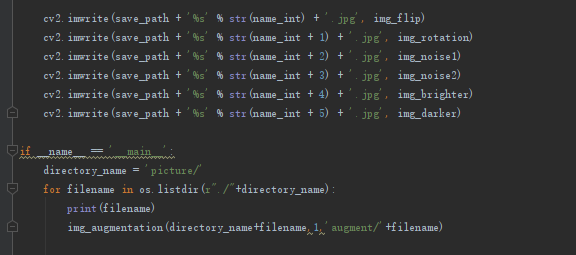 cv2.imwrite(save_path + '%s' % str(name_int) + '.jpg', img_flip)
cv2.imwrite(save_path + '%s' % str(name_int + 1) + '.jpg', img_rotation)
cv2.imwrite(save_path + '%s' % str(name_int + 2) + '.jpg', img_noise1)
cv2.imwrite(save_path + '%s' % str(name_int + 3) + '.jpg', img_noise2)
cv2.imwrite(save_path + '%s' % str(name_int + 4) + '.jpg', img_brighter)
cv2.imwrite(save_path + '%s' % str(name_int + 5) + '.jpg', img_darker)
if __name__ == '__main__':
directory_name = 'picture/'
for filename in os.listdir(r"./"+directory_name):
print(filename)
img_augmentation(directory_name+filename,1,'augment/'+filename)